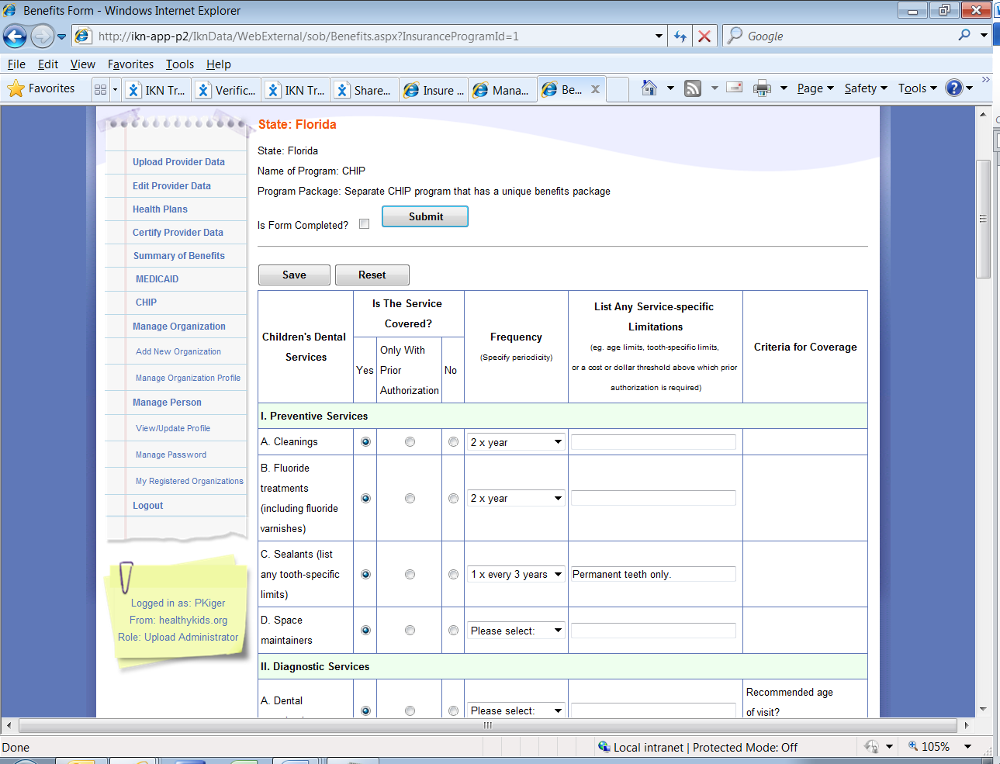 Benefits Form - Windows Internet Explorer
http://ikn-app-p2/IknData/WebExternal/sob/Benefits.aspx?InsuranceProgramId=1
Google
File Edit View Favorites Tools Help
Favorites
IKN Tr...
Verific...
IKN Tr...
Share...
Insure ...
Mana...
Be...
Page
Safety
Tools
Upload Provider Data
Edit Provider Data
Health Plans
Certify Provider Data
Summary of Benefits
MEDICAID
CHIP
Manage Organization
Add New Organization
Manage Organization Profile
Manage Person
View/Update Profile
Manage Password
My Registered Organizations
Logout
Logged in as: PKiger
From: healthykids.org
Role: Upload Administrator
State: Florida
State: Florida
Name of Program: CHIP
Program Package: Separate CHIP program that has a unique benefits package
Is Form Completed?
Submit
Save
Reset
Children's Dental
Services
Is The Service
Covered?
Yes
Only With
Prior
Authorization
No
Frequency
(Specify periodicity)
List Any Service-specific
Limitations
(eg. age limits, tooth-specific limits,
or a cost or dollar threshold above which prior
authorization is required)
Criteria for Coverage
I. Preventive Services
A. Cleanings
2 x year
B. Fluoride
treatments
(including fluoride
varnishes)
2 x year
C. Sealants (list
any tooth-specific
limits)
1 x every 3 years
Permanent teeth only.
D. Space
maintainers
Please select:
II. Diagnostic Services
A. Dental
Please select:
Recommended age
of visit?
Done
Local intranet | Protected Mode: Off
105%